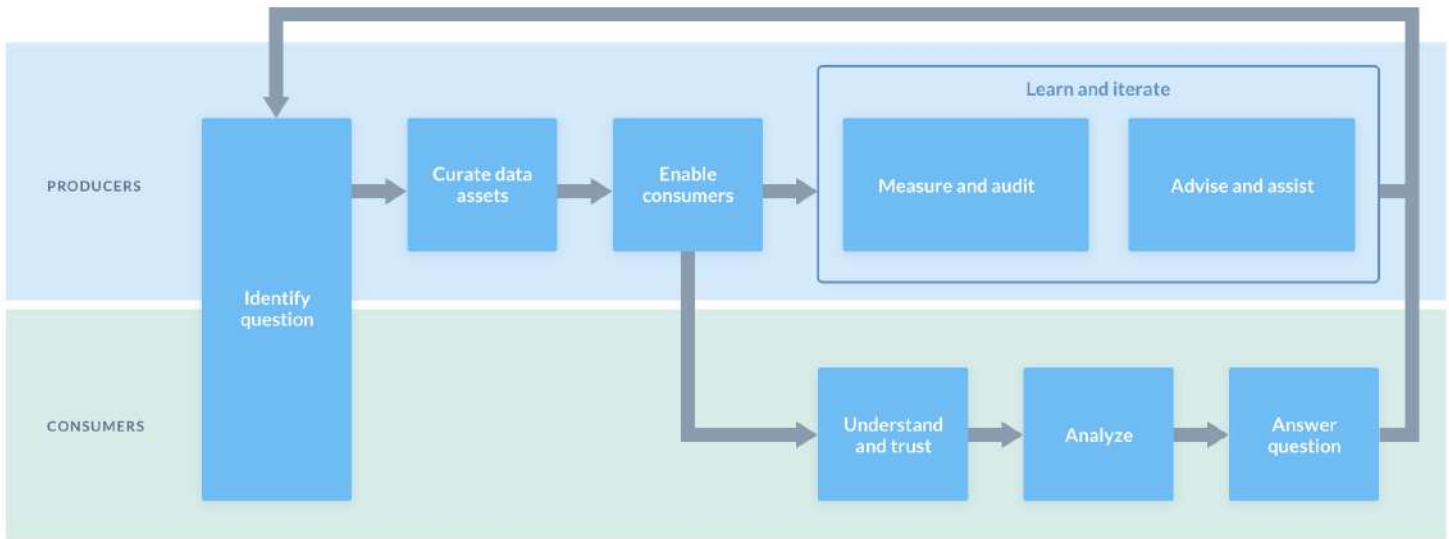 Learn and iterate
PRODUCERS
Curate data
assets
Enable
consumers
Measure and audit
Advise and assist
Identify
question
CONSUMERS
Understand
and trust
Analyze
Answer
question